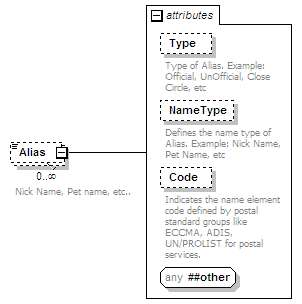 attributes
Type
Type of Alias. Example:
Official, UnOfficial, Close
Circle, etc
NameType
Defines the name type of
Alias. Example: Nick Name,
Pet Name, etc
Alias
0..∞
Nick Name, Pet name, etc..
Code
Indicates the name element
code defined by postal
standard groups like
ECCMA, ADIS,
UN/PROLIST for postal
services.
any ##other